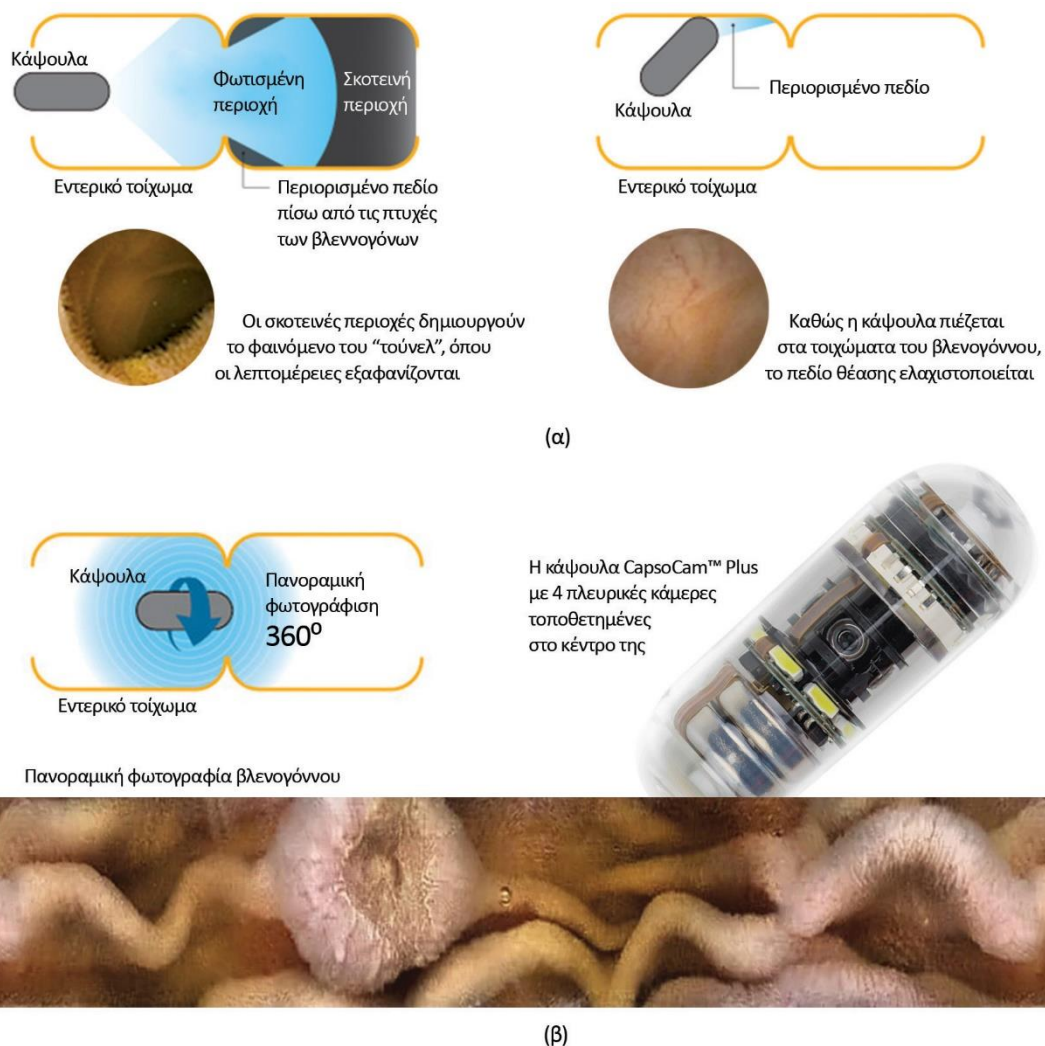 Κάψουλα
Φωτισμένη
περιοχή
Σκοτεινή
περιοχή
Εντερικό τοίχωμα
Περιορισμένο πεδίο
πίσω από τις πτυχές
των βλεννογόνων
Οι σκοτεινές περιοχές δημιουργούν
το φαινόμενο του “τούνελ”, όπου
οι λεπτομέρειες εξαφανίζονται
Περιορισμένο πεδίο
Κάψουλα
Εντερικό τοίχωμα
Καθώς η κάψουλα πιέζεται
στα τοιχώματα του βλενογόννου,
το πεδίο θέασης ελαχιστοποιείται
(α)
Κάψουλα
Πανοραμική
φωτογράφιση
360⁰
Εντερικό τοίχωμα
Η κάψουλα CapsoCam™ Plus
με 4 πλευρικές κάμερες
τοποθετημένες
στο κέντρο της
Πανοραμική φωτογραφία βλενογόννου
(β)